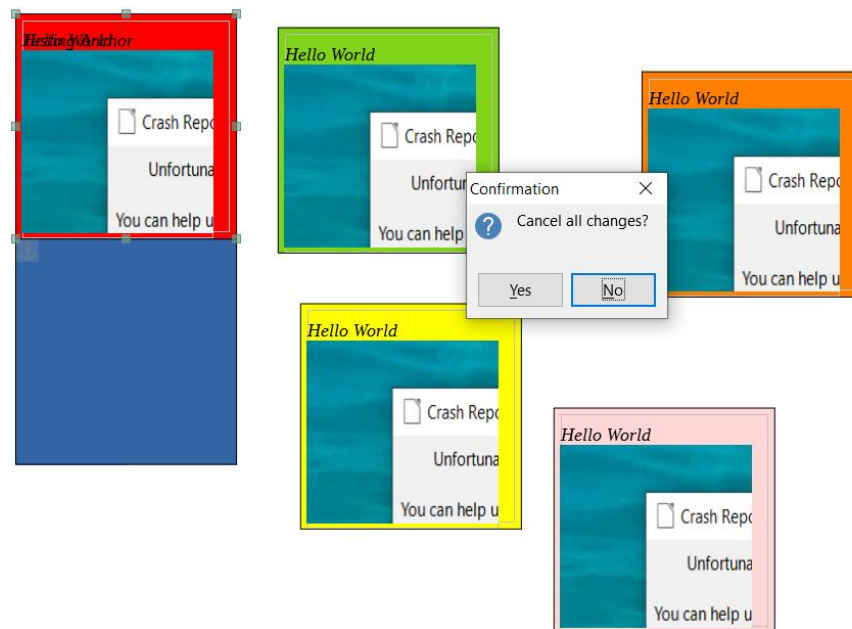 Hello World
Crash Repo
Unfortuna
You can help u
Hello World
Crash Repo
Unfortur
You can help
Hello World
Crash Repo
Unfortuna
You can help u
Confirmation
Cancel all changes?
Yes
No
Hello World
Crash Repo
Unfortuna
You can help u
Hello World
Crash Repo
Unfortuna
You can help u